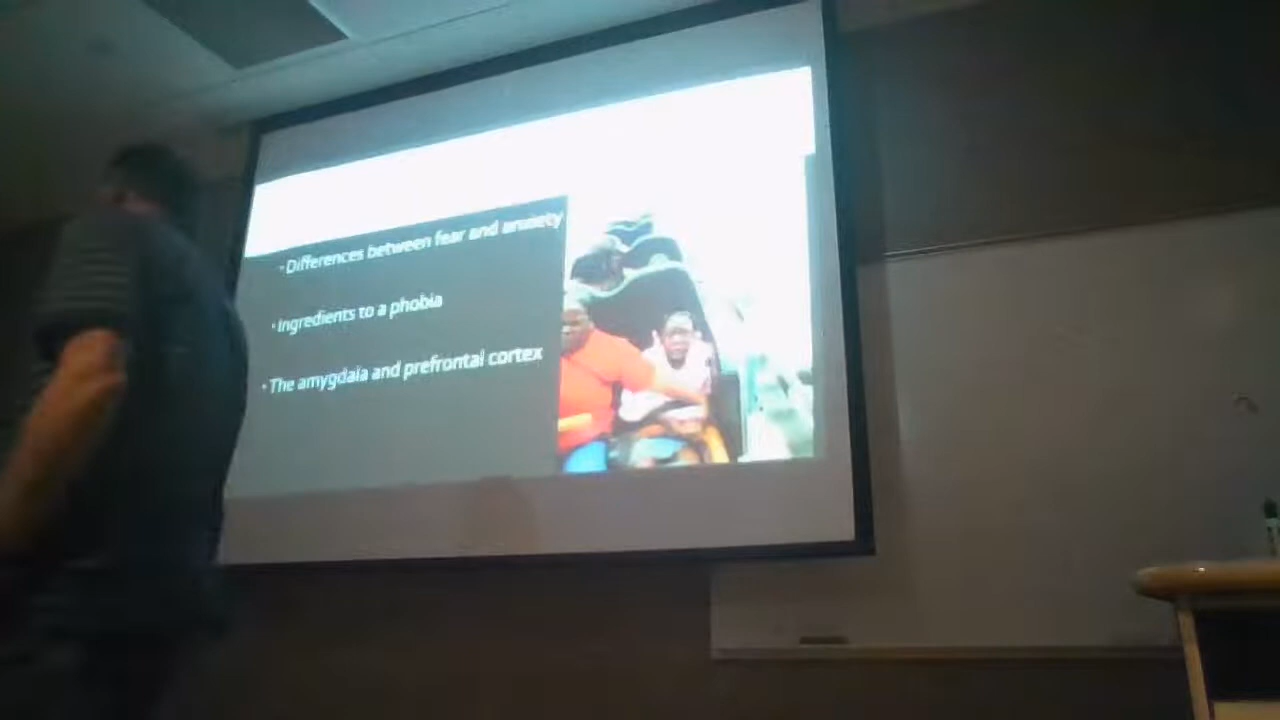 · Differences between fear and anxiety
· Ingredients to a phobia
· The amygdala and prefrontal cortex